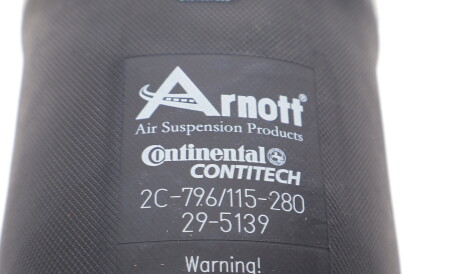 Arnott®
Air Suspension Products
Continental
CONTITECH
2C-79.6/115-280
29-5139
Warning!